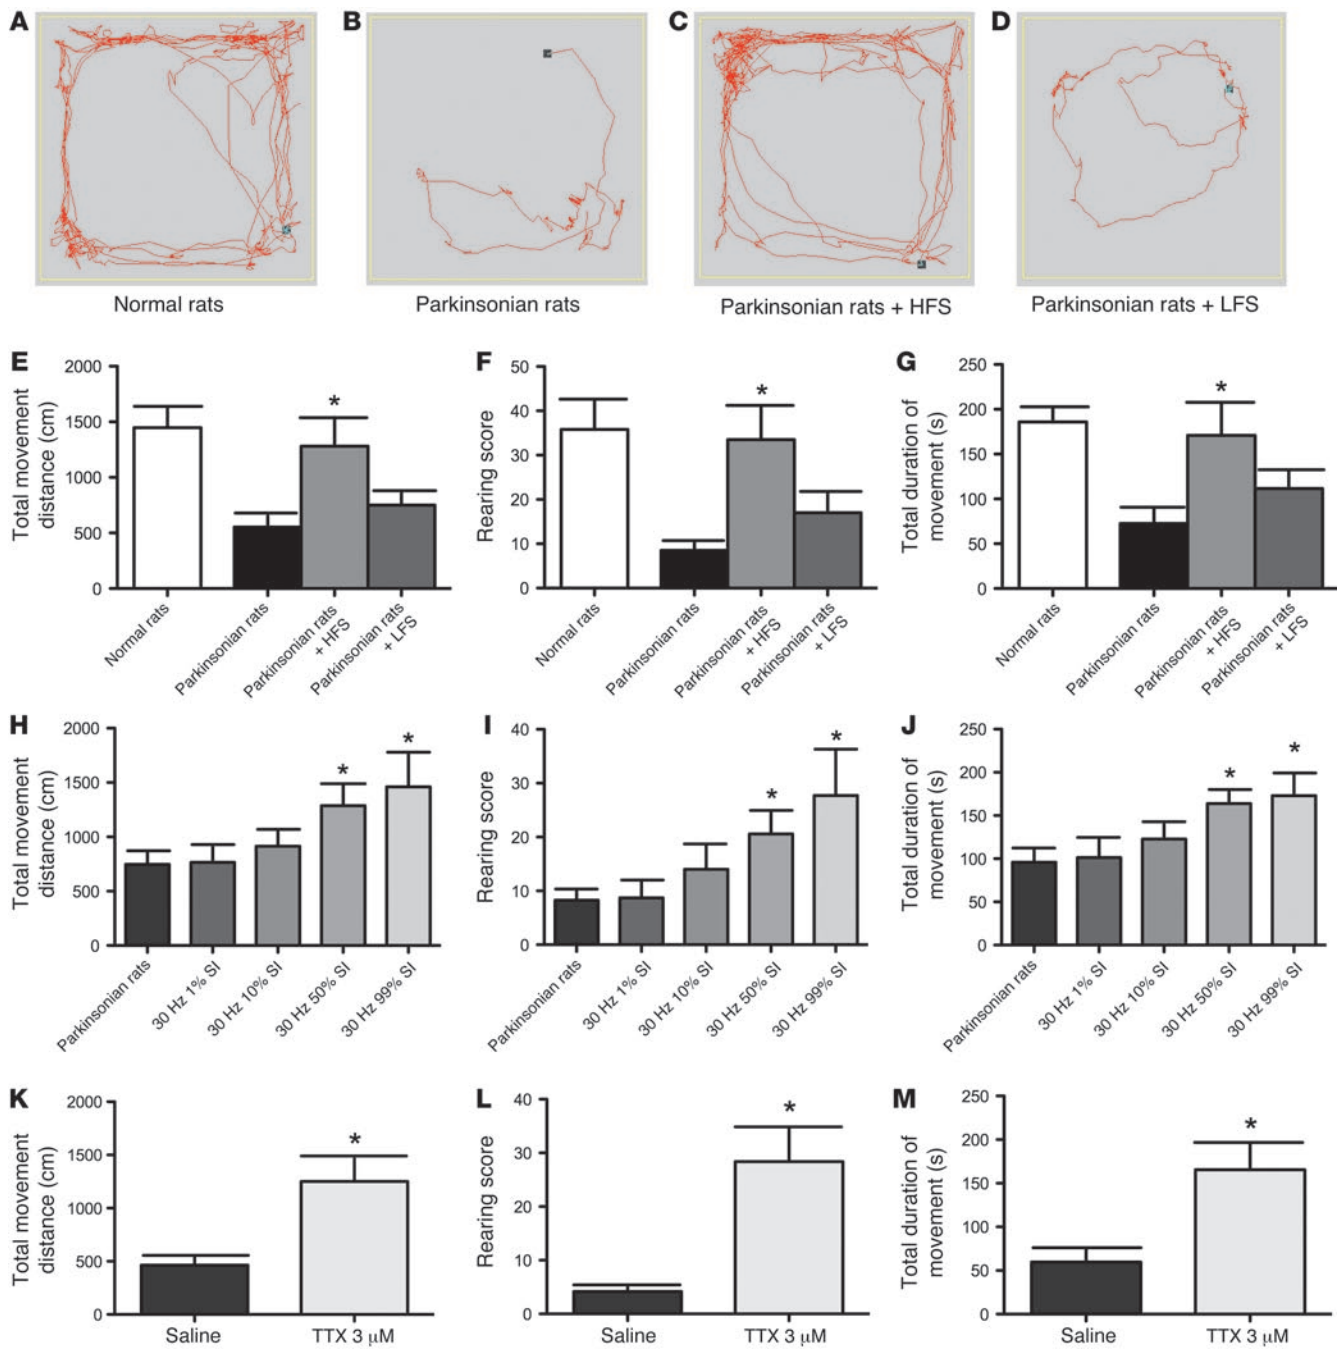 A
B
C
D
Normal rats
Parkinsonian rats
Parkinsonian rats + HFS
Parkinsonian rats + LFS
E
Total movement
distance (cm)
2000
1500
1000
500
0
Normal rats
Parkinsonian rats
Parkinsonian rats
+ HFS
Parkinsonian rats
+ LFS
*
F
Rearing score
50
40
30
20
10
0
Normal rats
Parkinsonian rats
Parkinsonian rats
+ HFS
Parkinsonian rats
+ LFS
*
G
Total duration of
movement (s)
250
200
150
100
50
0
Normal rats
Parkinsonian rats
Parkinsonian rats
+ HFS
Parkinsonian rats
+ LFS
*
H
Total movement
distance (cm)
2000
1500
1000
500
0
Parkinsonian rats
30 Hz 1% SI
30 Hz 10% SI
30 Hz 50% SI
30 Hz 99% SI
*
*
I
Rearing score
40
30
20
10
0
Parkinsonian rats
30 Hz 1% SI
30 Hz 10% SI
30 Hz 50% SI
30 Hz 99% SI
*
*
J
Total duration of
movement (s)
250
200
150
100
50
0
Parkinsonian rats
30 Hz 1% SI
30 Hz 10% SI
30 Hz 50% SI
30 Hz 99% SI
*
*
K
Total movement
distance (cm)
2000
1500
1000
500
0
Saline
TTX 3 μM
*
L
Rearing score
40
30
20
10
0
Saline
TTX 3 μM
*
M
Total duration of
movement (s)
250
200
150
100
50
0
Saline
TTX 3 μM
*